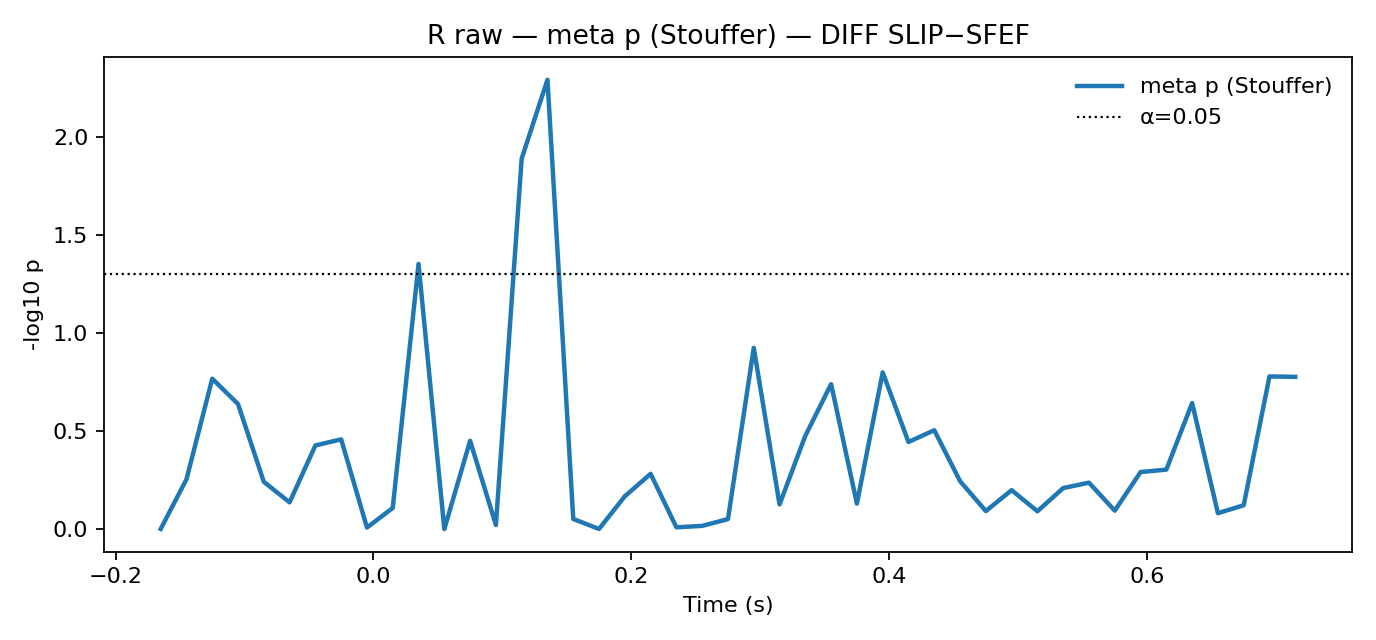 R raw — meta p (Stouffer) — DIFF SLIP−SFEF
meta p (Stouffer)
α=0.05
-log10 p
2.0
1.5
1.0
0.5
0.0
−0.2
0.0
0.2
0.4
0.6
Time (s)